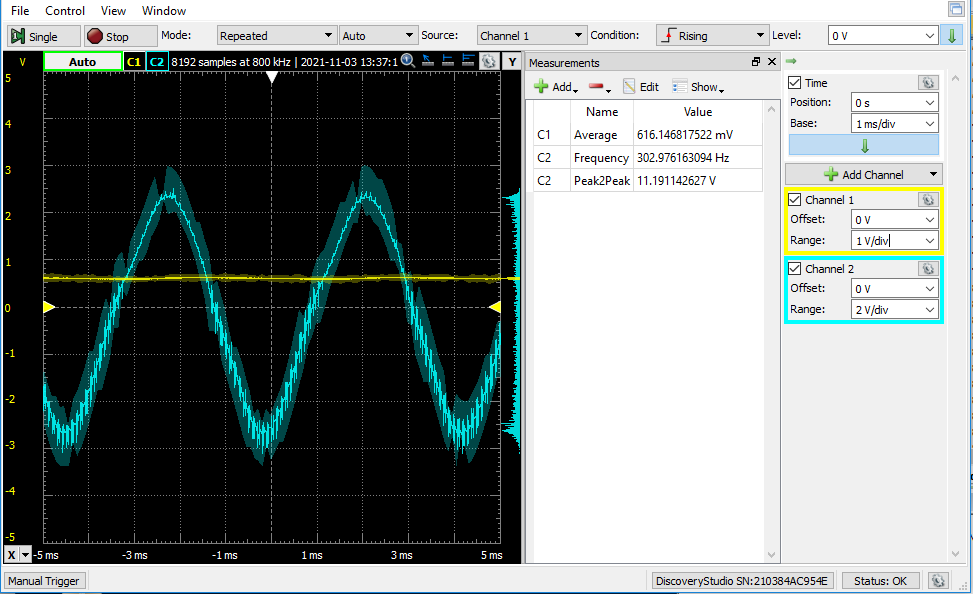 File Control View Window
Single Stop Mode: Repeated Auto Source: Channel 1 Condition: Rising Level: 0 V
V Auto C1 C2 8192 samples at 800 kHz | 2021-11-03 13:37:1 Y
Measurements
Add Edit Show
Name Value
C1 Average 616.146817522 mV
C2 Frequency 302.976163094 Hz
C2 Peak2Peak 11.191142627 V
Time
Position: 0 s
Base: 1 ms/div
Add Channel
Channel 1
Offset: 0 V
Range: 1 V/div
Channel 2
Offset: 0 V
Range: 2 V/div
5
4
3
2
1
0
-1
-2
-3
-4
-5
X -5 ms -3 ms -1 ms 1 ms 3 ms 5 ms
Manual Trigger DiscoveryStudio SN:210384AC954E Status: OK